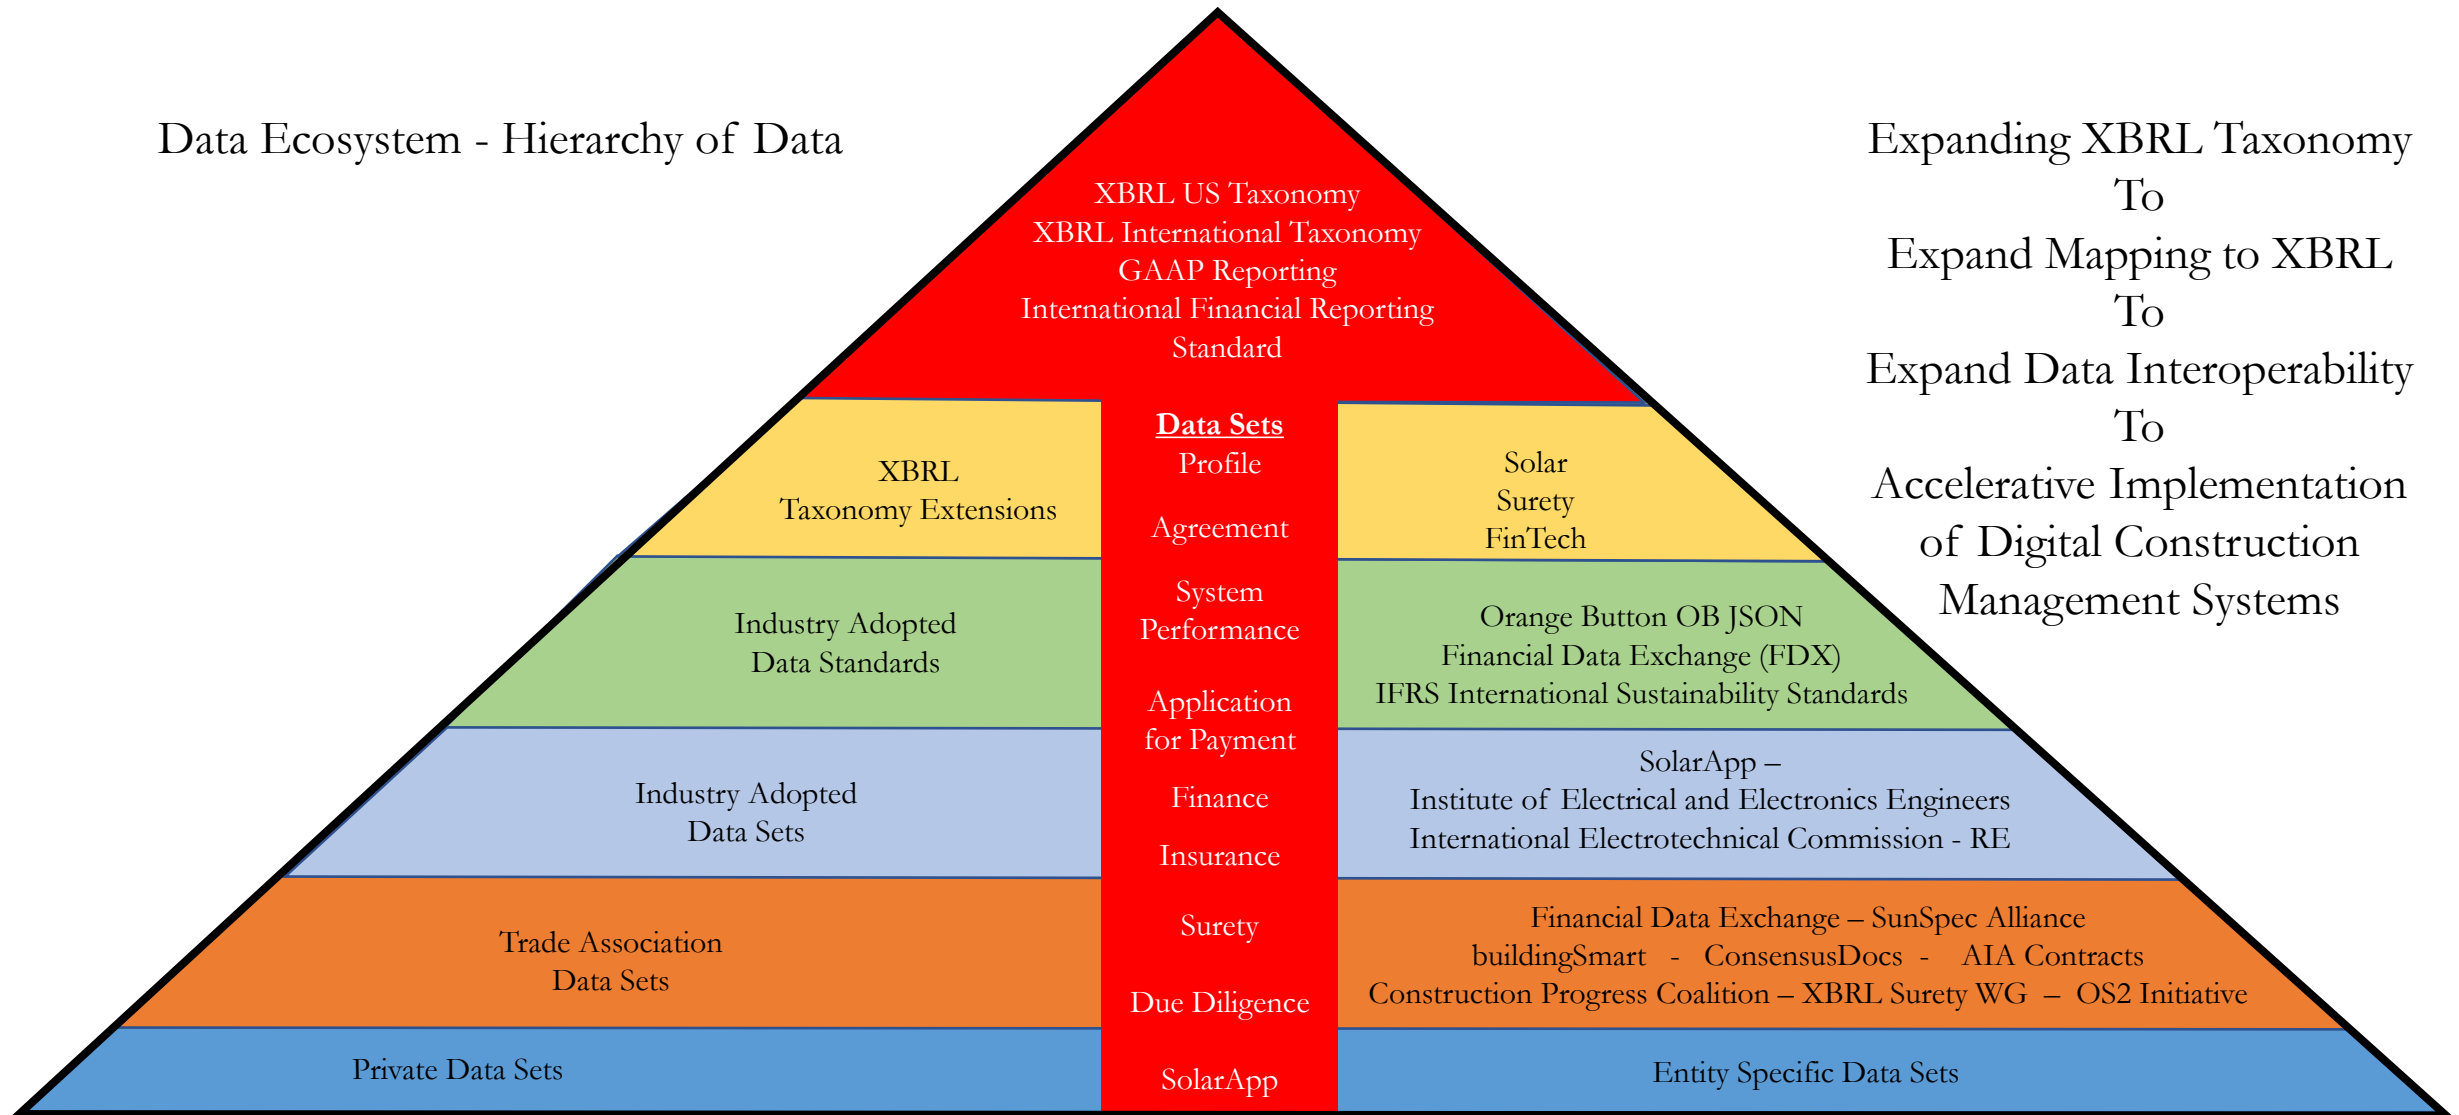 Data Ecosystem - Hierarchy of Data
Expanding XBRL Taxonomy
To
Expand Mapping to XBRL
To
Expand Data Interoperability
To
Accelerative Implementation
of Digital Construction
Management Systems
XBRL US Taxonomy
XBRL International Taxonomy
GAAP Reporting
International Financial Reporting
Standard
Data Sets
Profile
Agreement
System
Performance
Application
for Payment
Finance
Insurance
Surety
Due Diligence
SolarApp
XBRL
Taxonomy Extensions
Solar
Surety
FinTech
Industry Adopted
Data Standards
Orange Button OB JSON
Financial Data Exchange (FDX)
IFRS International Sustainability Standards
Industry Adopted
Data Sets
SolarApp –
Institute of Electrical and Electronics Engineers
International Electrotechnical Commission - RE
Trade Association
Data Sets
Financial Data Exchange – SunSpec Alliance
buildingSmart - ConsensusDocs - AIA Contracts
Construction Progress Coalition – XBRL Surety WG – OS2 Initiative
Private Data Sets
Entity Specific Data Sets